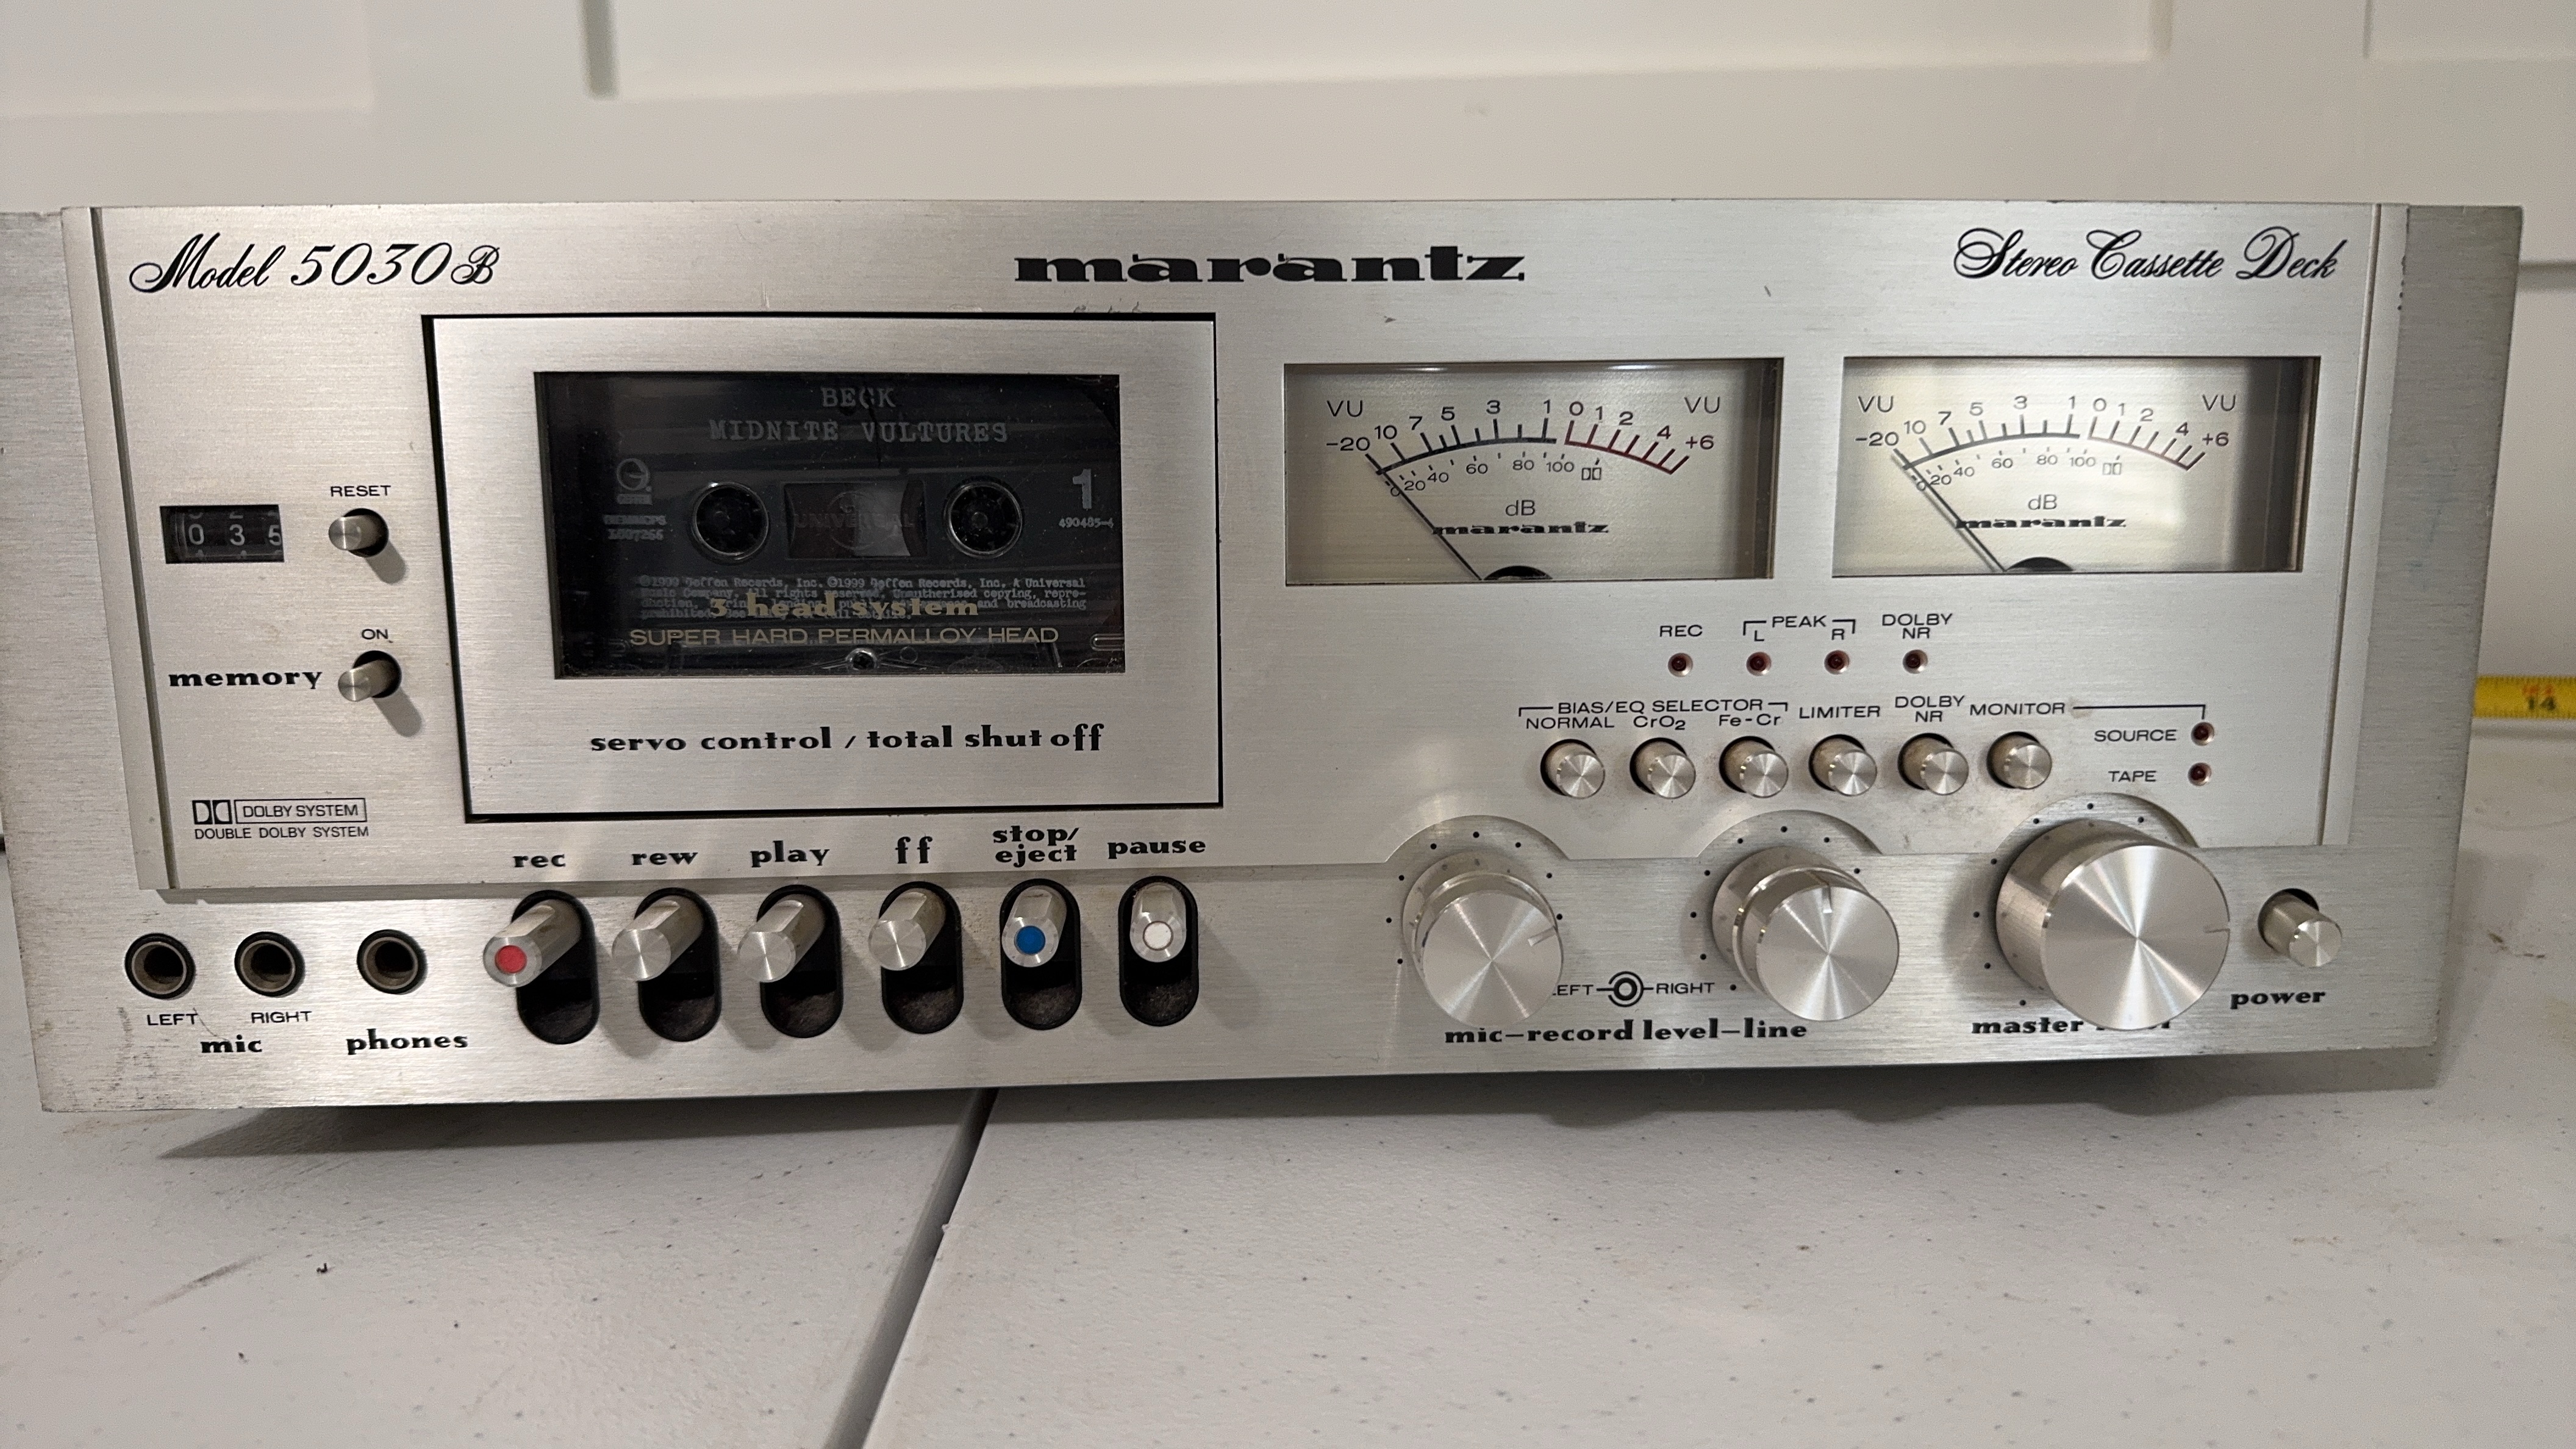 Model 5030B
marantz
Stereo Cassette Deck
BECK
MIDNITE VULTURES
1
490485-4
UNIVERSAL
3 head system
SUPER HARD PERMALLOY HEAD
servo control / total shut off
RESET
0 3 5
ON
memory
DOLBY SYSTEM
DOUBLE DOLBY SYSTEM
VU -20 10 7 5 3 1 0 1 2 4 +6 VU
0 20 40 60 80 100
dB
marantz
VU -20 10 7 5 3 1 0 1 2 4 +6 VU
0 20 40 60 80 100
dB
marantz
REC
PEAK
L R
DOLBY
NR
BIAS/EQ SELECTOR
NORMAL CrO2 Fe-Cr
LIMITER
DOLBY
NR
MONITOR
SOURCE
TAPE
rec
rew
play
ff
stop/
eject
pause
LEFT RIGHT
mic
phones
RIGHT
mic-record level-line
master
power
14